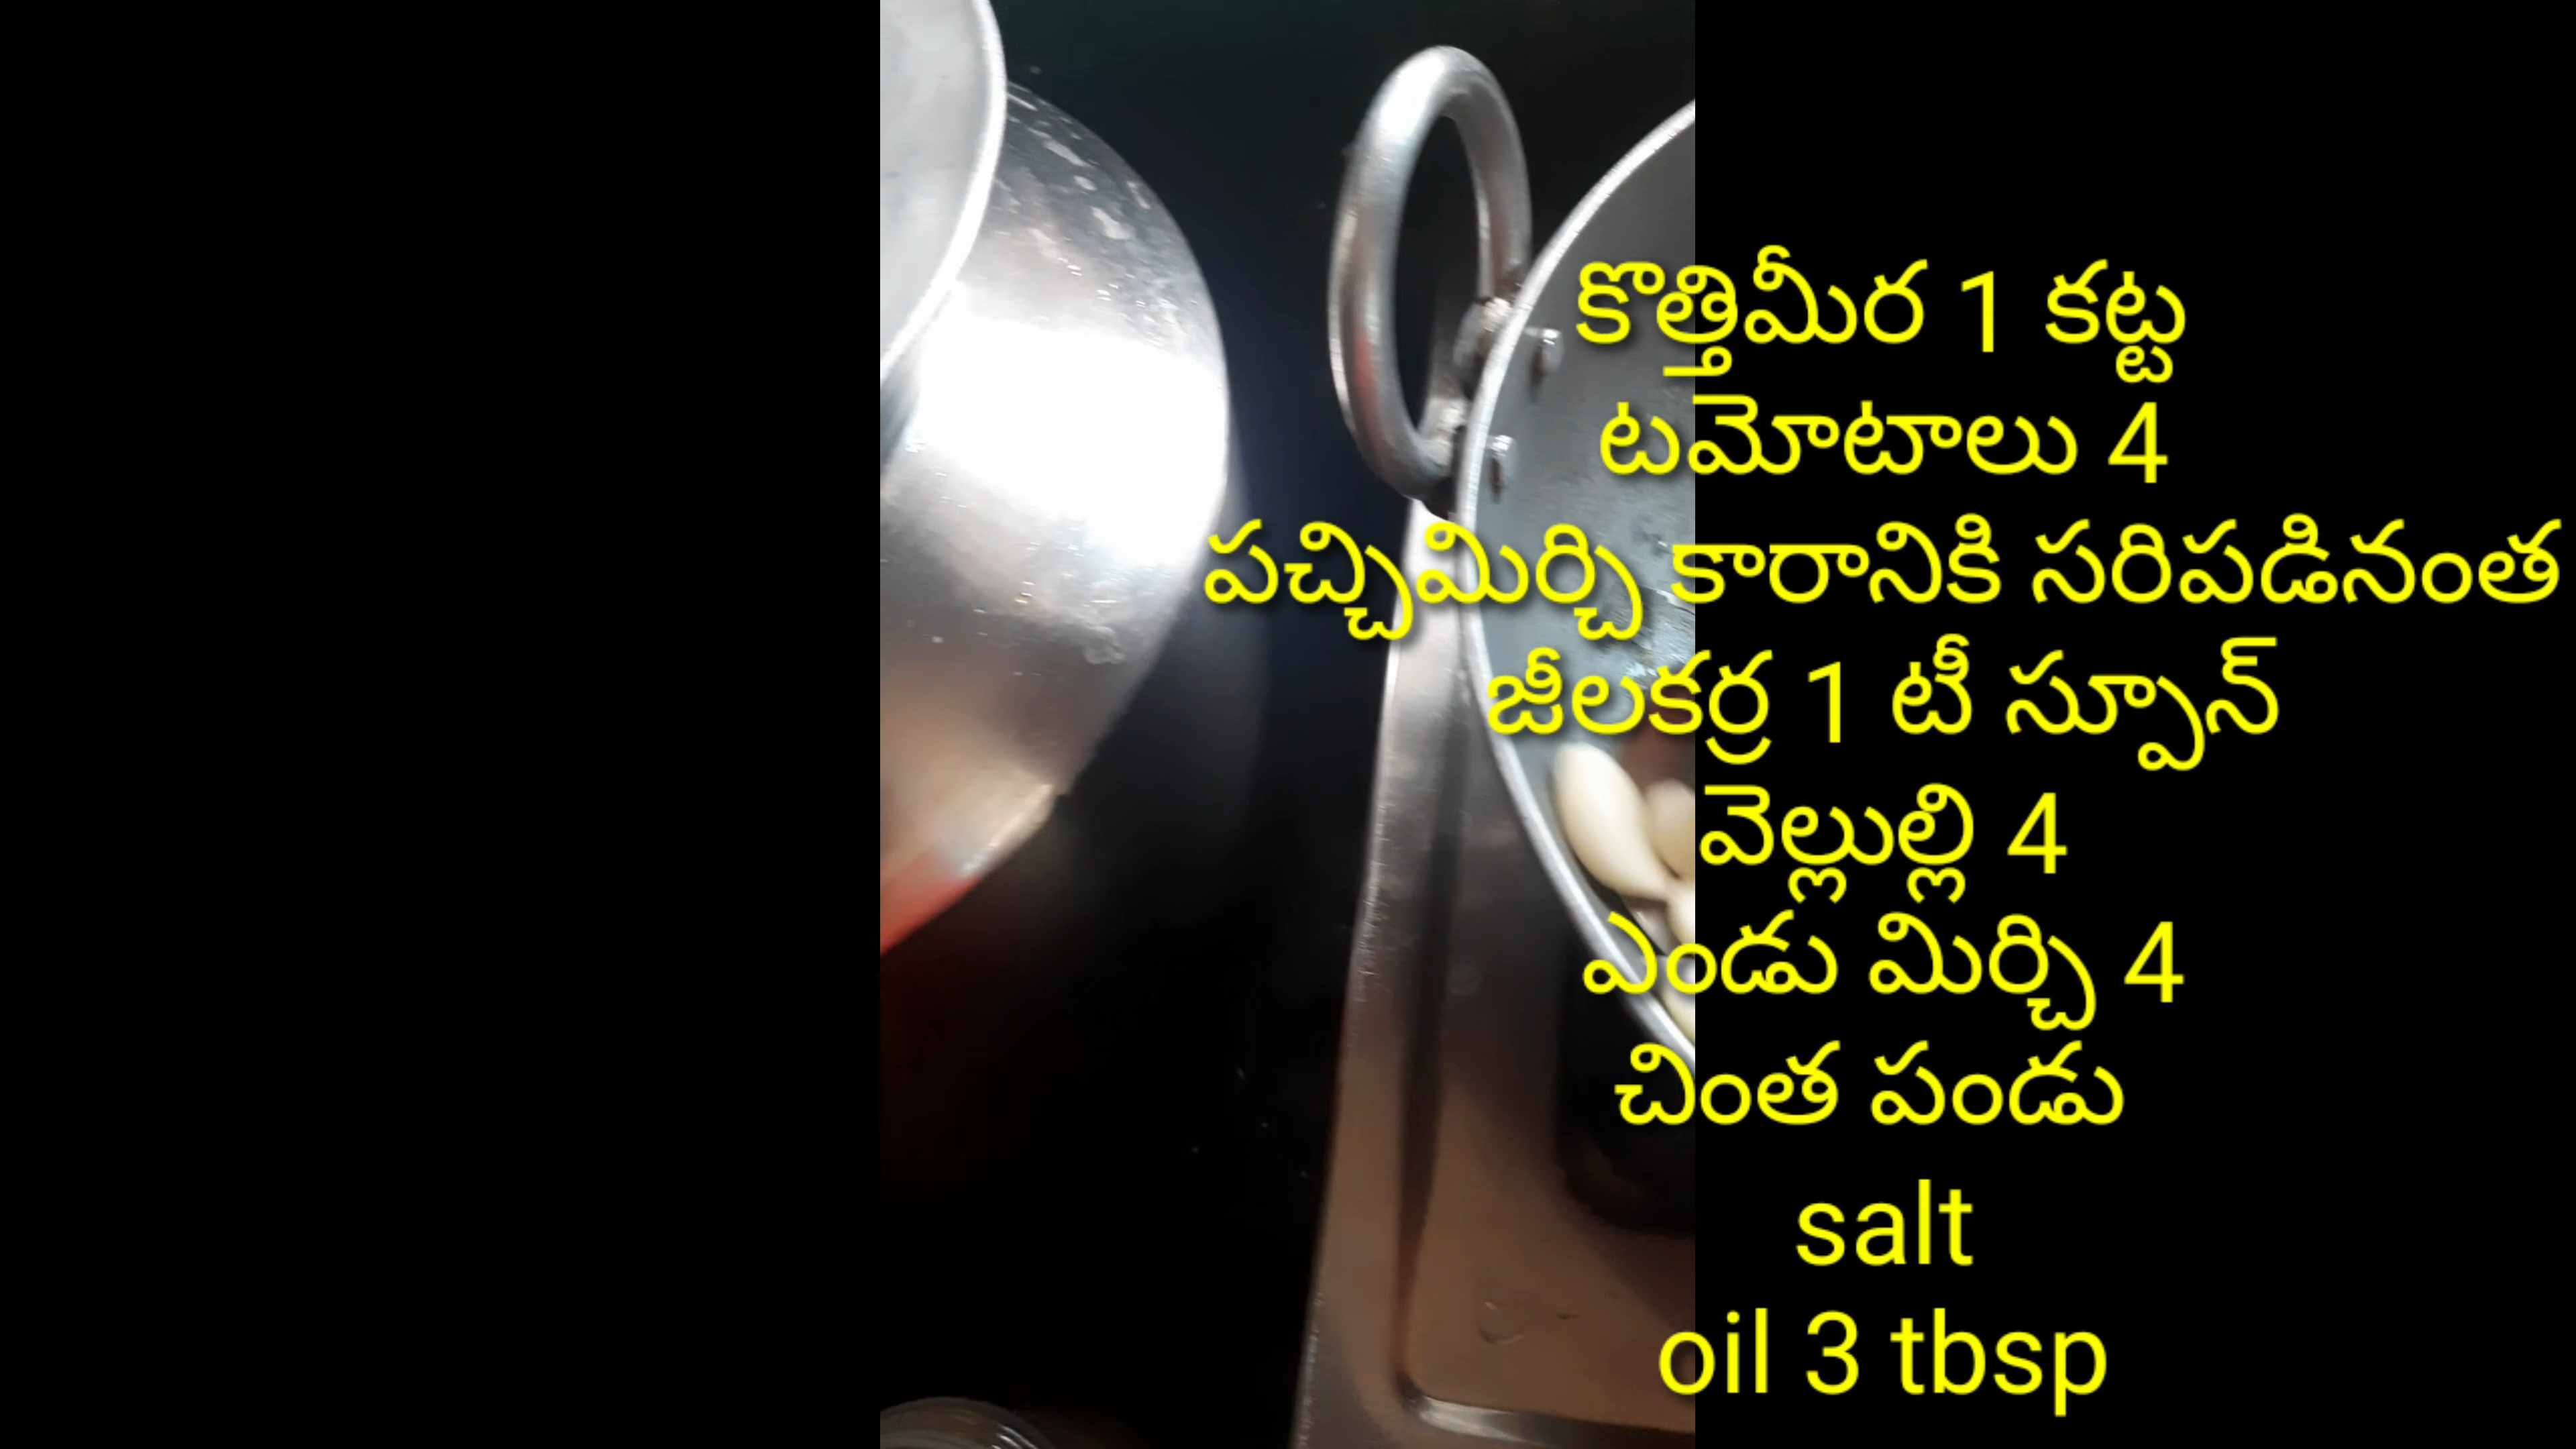 కొత్తిమీర 1 కట్ట
టమోటాలు 4
పచ్చిమిర్చి కారానికి సరిపడినంత
జీలకర్ర 1 టీ స్పూన్
వెల్లుల్లి 4
ఎండు మిర్చి 4
చింత పండు
salt
oil 3 tbsp